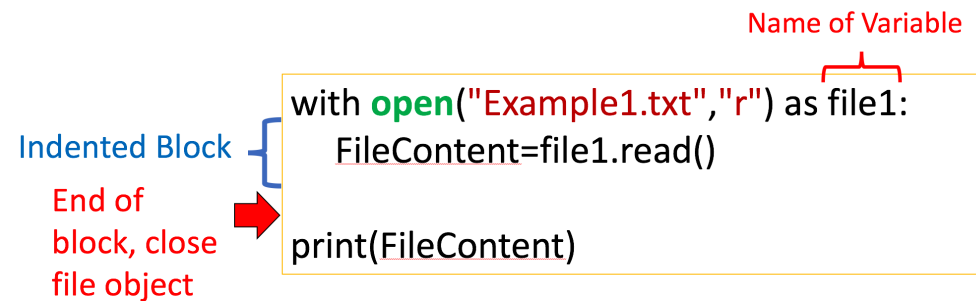 Name of Variable
with open("Example1.txt","r") as file1:
Indented Block
FileContent=file1.read()
End of
block, close
file object
print(FileContent)